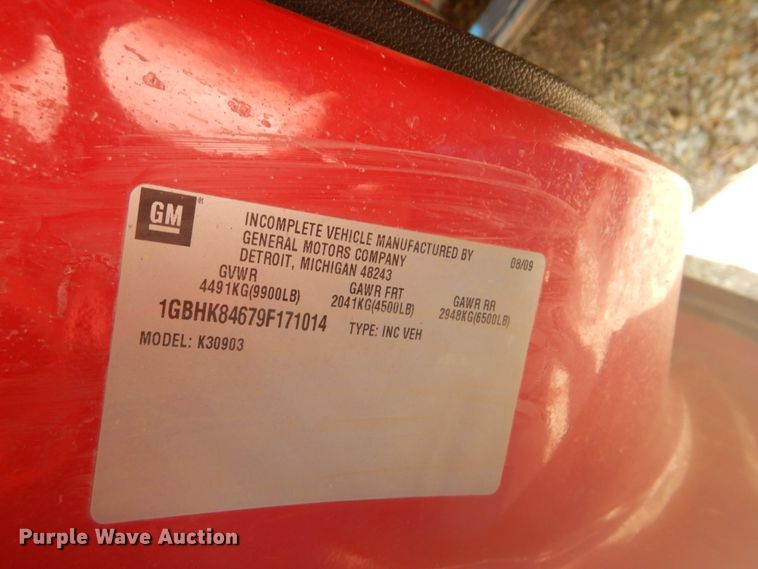 GM
INCOMPLETE VEHICLE MANUFACTURED BY
GENERAL MOTORS COMPANY
DETROIT, MICHIGAN 48243
08/09
GVWR
4491KG(9900LB)
GAWR FRT
2041KG(4500LB)
GAWR RR
2948KG(6500LB)
1GBHK84679F171014
TYPE: INC VEH
MODEL: K30903
Purple Wave Auction®